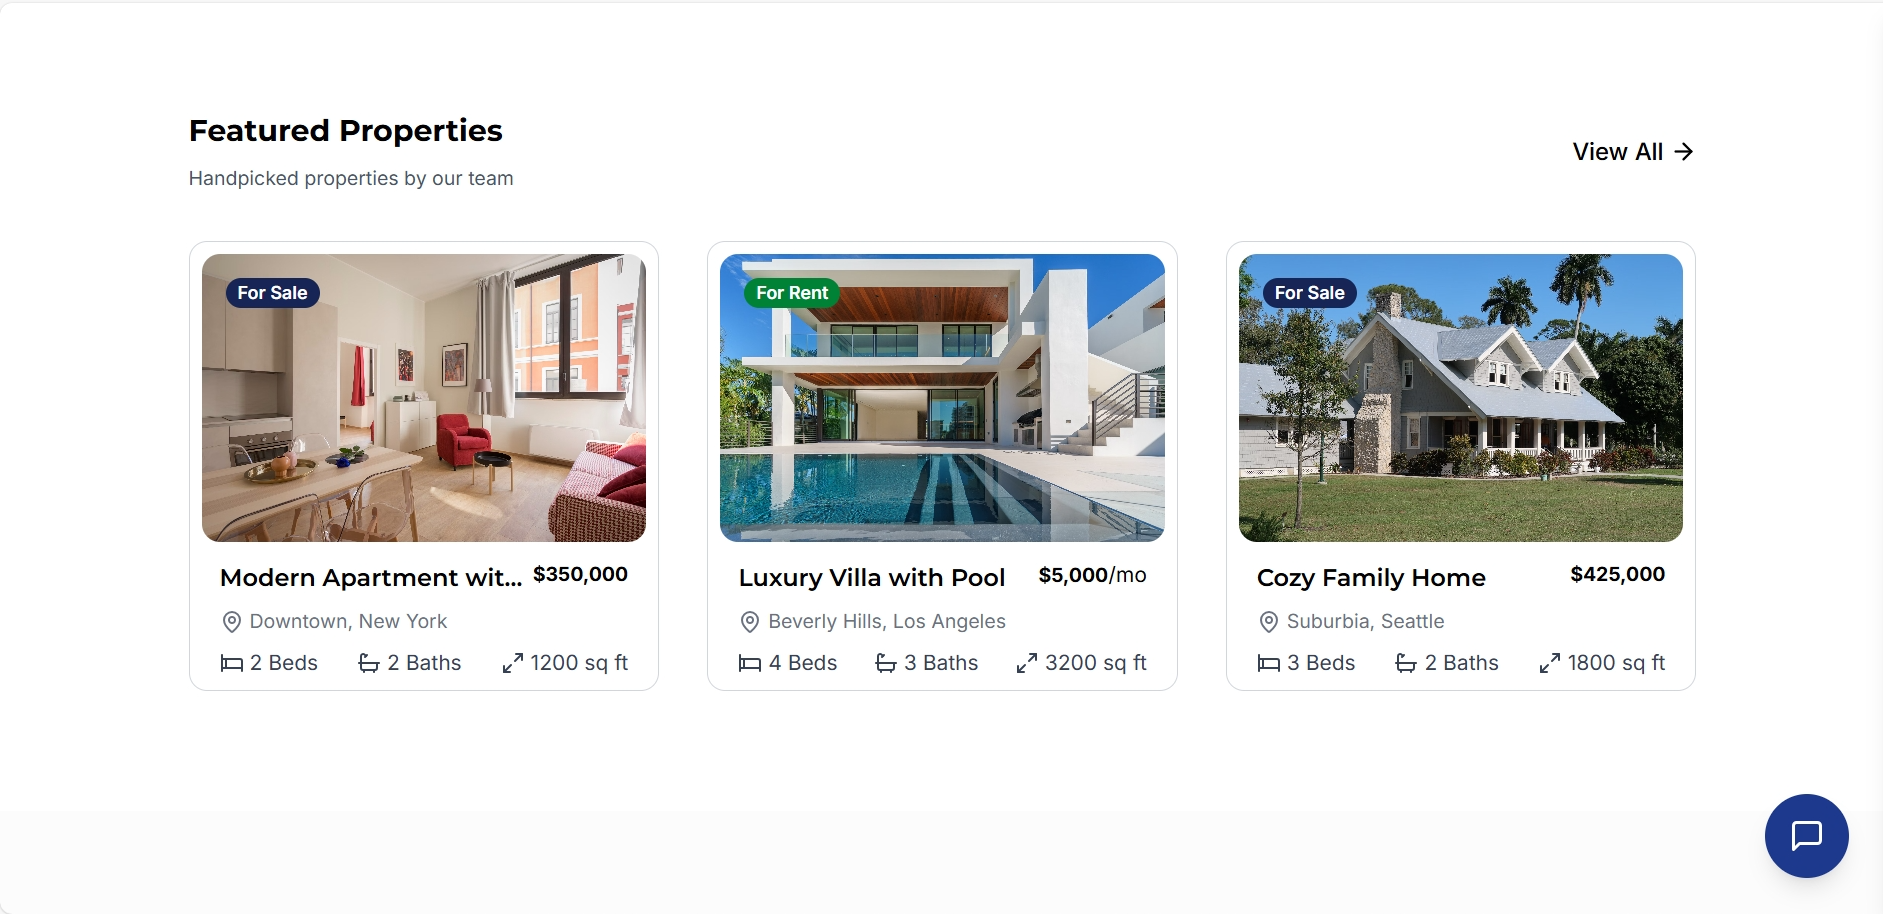 Featured Properties
Handpicked properties by our team
View All
For Sale
Modern Apartment wit... $350,000
Downtown, New York
2 Beds 2 Baths 1200 sq ft
For Rent
Luxury Villa with Pool $5,000/mo
Beverly Hills, Los Angeles
4 Beds 3 Baths 3200 sq ft
For Sale
Cozy Family Home $425,000
Suburbia, Seattle
3 Beds 2 Baths 1800 sq ft